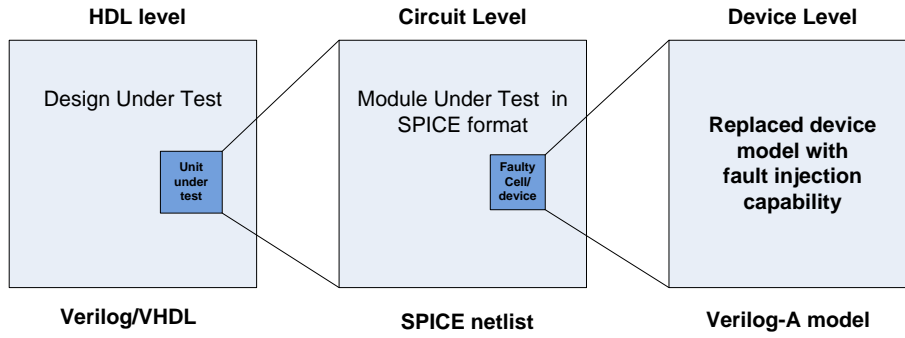 HDL level
Circuit Level
Device Level
Design Under Test
Unit
under
test
Module Under Test in
SPICE format
Faulty
Cell/
device
Replaced device
model with
fault injection
capability
Verilog/VHDL
SPICE netlist
Verilog-A model